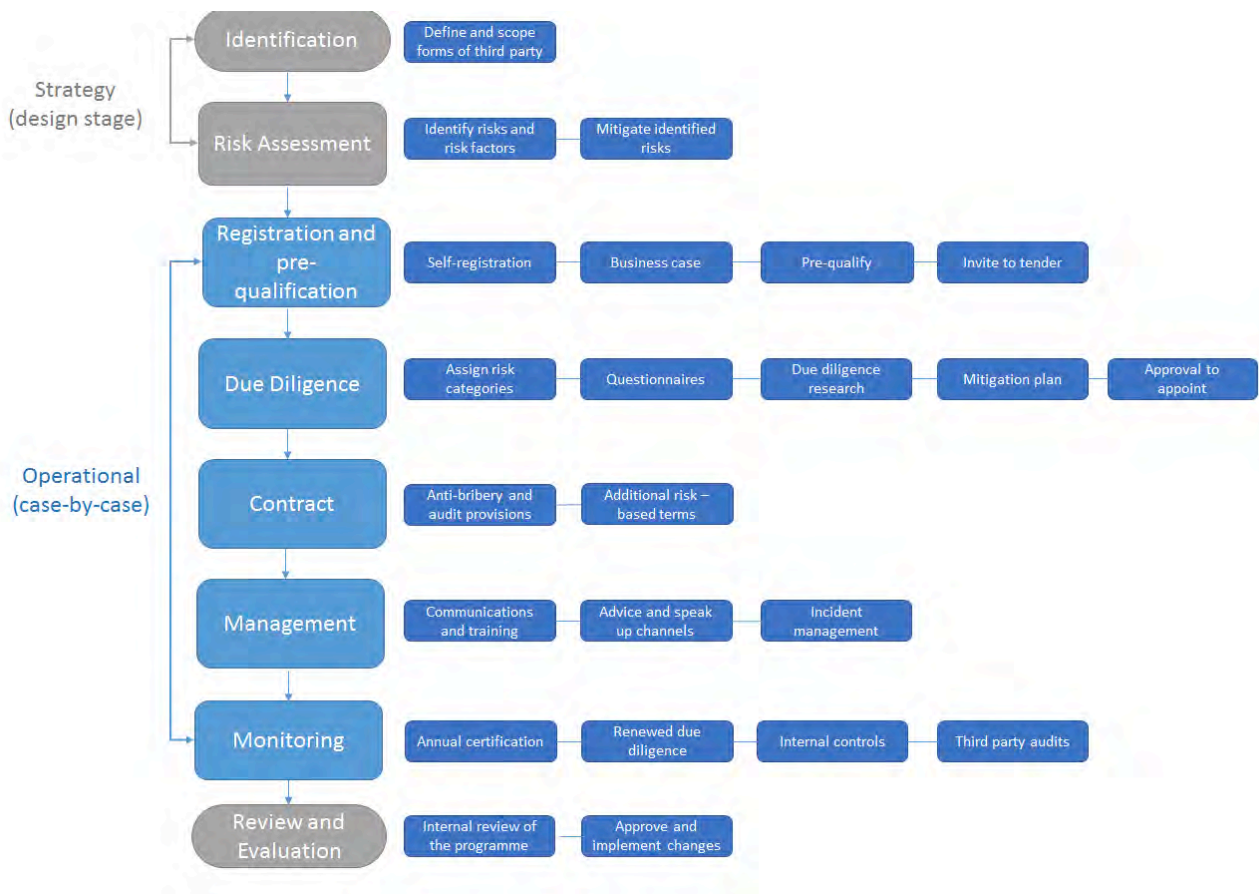 Identification
Define and scope
forms of third party
Strategy
(design stage)
Risk Assessment
Identify risks and
risk factors
Mitigate identified
risks
Registration and
pre-
qualification
Self-registration
Business case
Pre-qualify
Invite to tender
Due Diligence
Assign risk
categories
Questionnaires
Due diligence
research
Mitigation plan
Approval to
appoint
Operational
(case-by-case)
Contract
Anti-bribery and
audit provisions
Additional risk –
based terms
Management
Communications
and training
Advice and speak
up channels
Incident
management
Monitoring
Annual certification
Renewed due
diligence
Internal controls
Third party audits
Review and
Evaluation
Internal review of
the programme
Approve and
implement changes